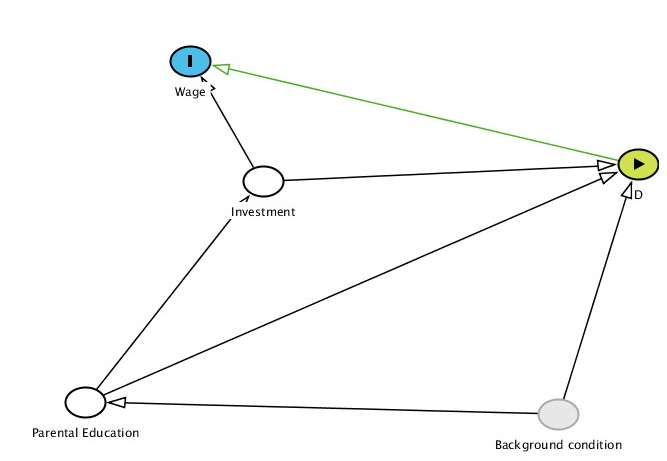 Wage
D
Investment
Parental Education
Background condition